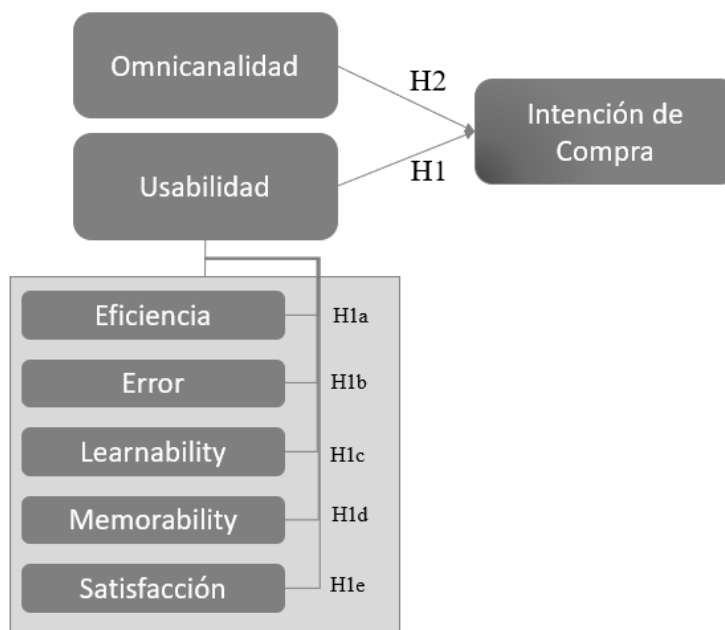 Omnicanalidad
H2
Intención de
Compra
Usabilidad
H1
Eficiencia
H1a
Error
H1b
Learnability
H1c
Memorability
H1d
Satisfacción
H1e